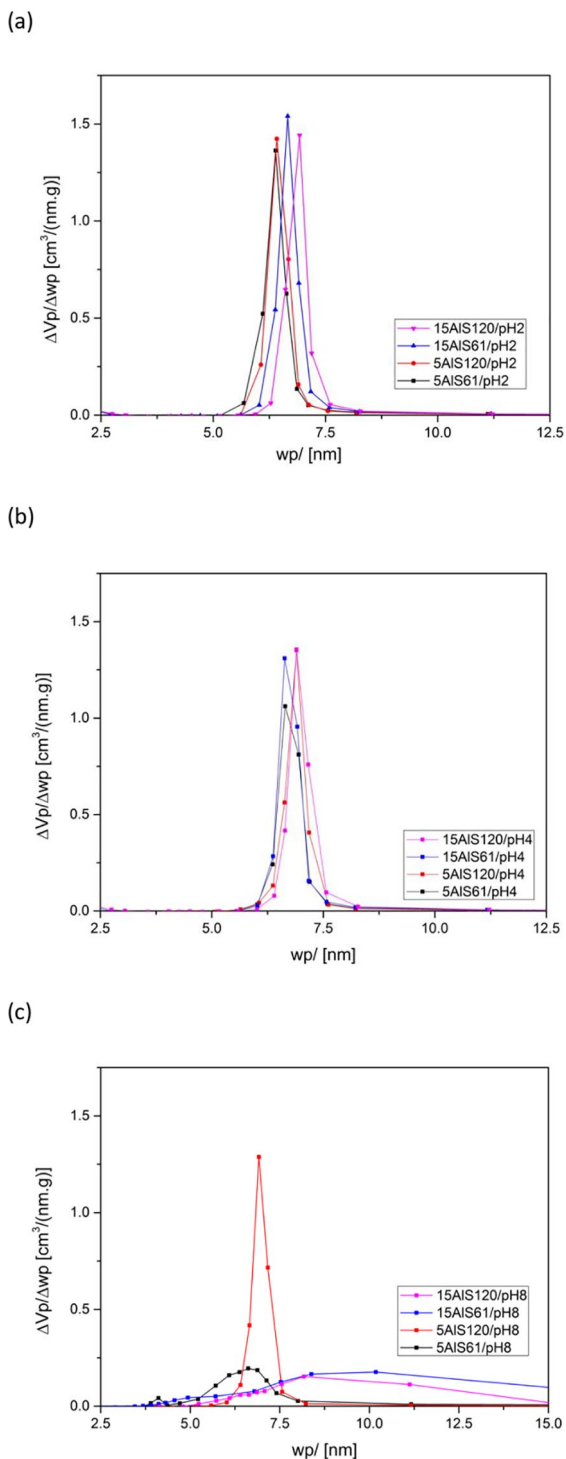 (a)
ΔVp/Δwp [cm³/(nm.g)]
1.5
1.0
0.5
0.0
2.5 5.0 7.5 10.0 12.5
wp/ [nm]
15AlS120/pH2
15AlS61/pH2
5AlS120/pH2
5AlS61/pH2
(b)
ΔVp/Δwp [cm³/(nm.g)]
1.5
1.0
0.5
0.0
2.5 5.0 7.5 10.0 12.5
wp/ [nm]
15AlS120/pH4
15AlS61/pH4
5AlS120/pH4
5AlS61/pH4
(c)
ΔVp/Δwp [cm³/(nm.g)]
1.5
1.0
0.5
0.0
2.5 5.0 7.5 10.0 12.5 15.0
wp/ [nm]
15AlS120/pH8
15AlS61/pH8
5AlS120/pH8
5AlS61/pH8